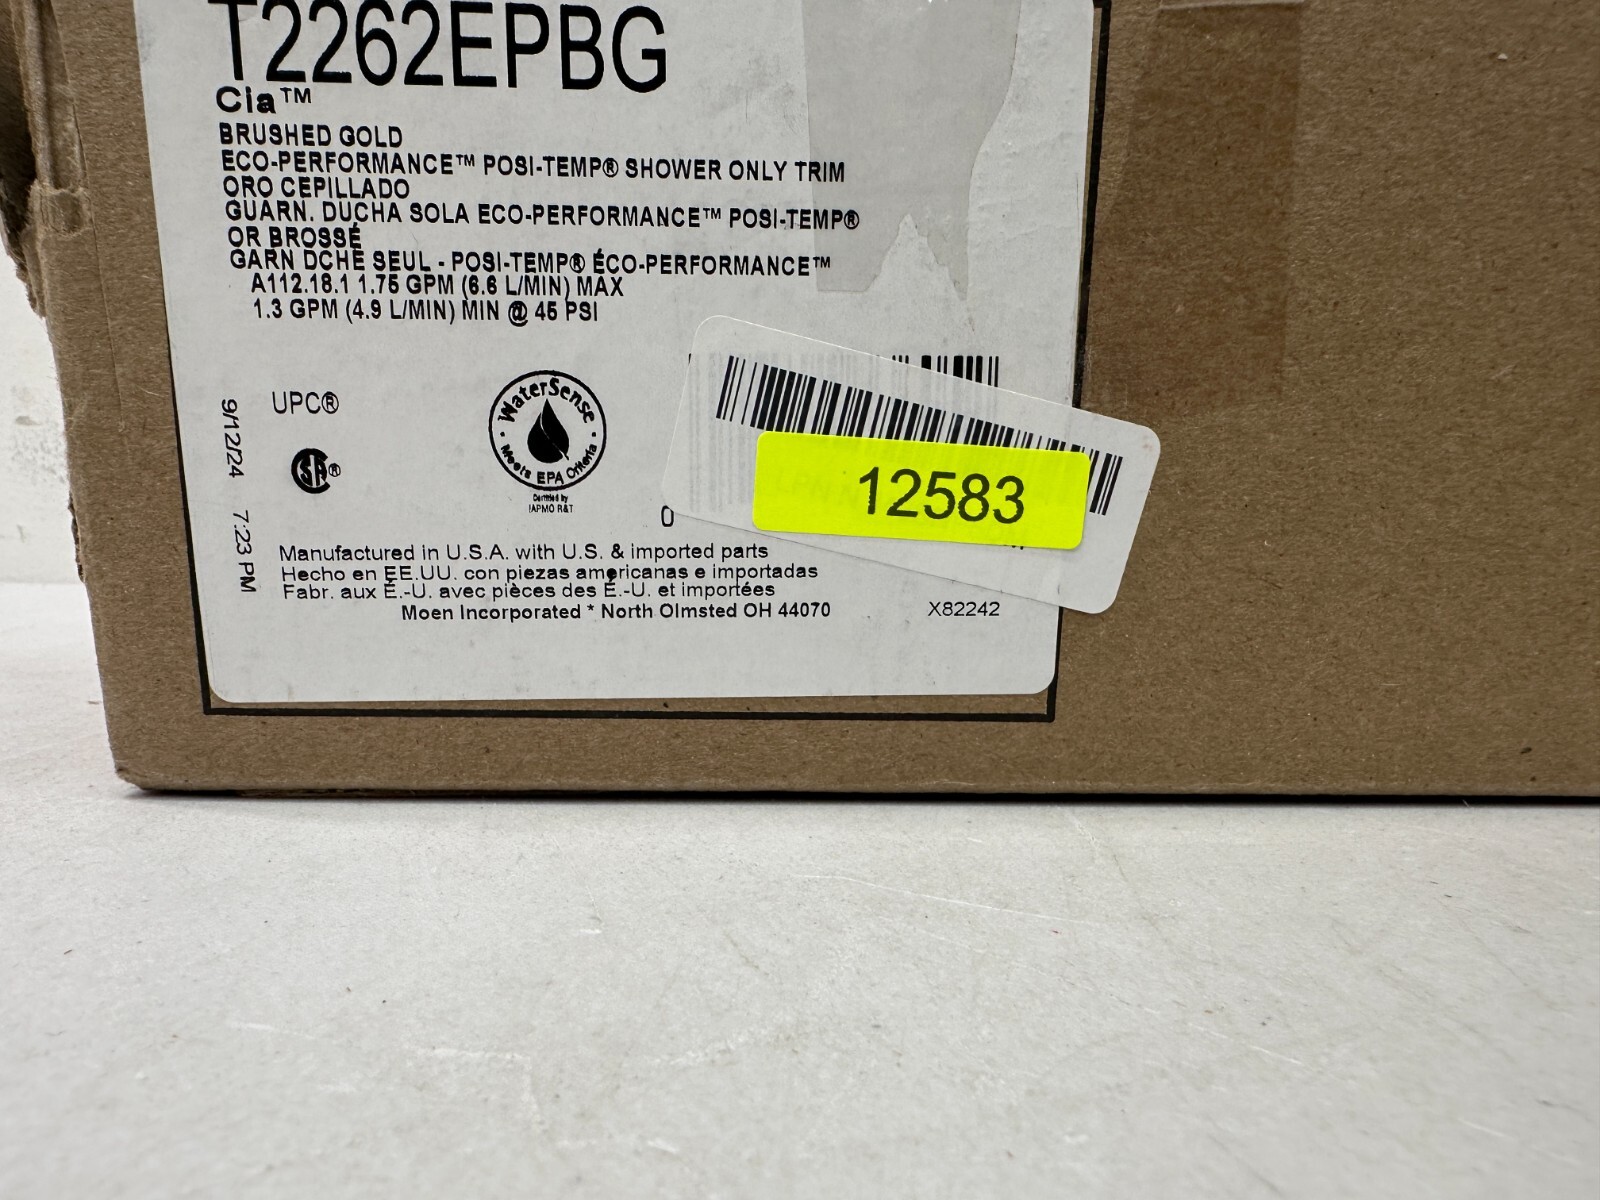 T2262EPBG
Cia™
BRUSHED GOLD
ECO-PERFORMANCE™ POSI-TEMP® SHOWER ONLY TRIM
ORO CEPILLADO
GUARN. DUCHA SOLA ECO-PERFORMANCE™ POSI-TEMP®
OR BROSSÉ
GARN DCHE SEUL - POSI-TEMP® ÉCO-PERFORMANCE™
A112.18.1 1.75 GPM (6.6 L/MIN) MAX
1.3 GPM (4.9 L/MIN) MIN @ 45 PSI
9/12/24 7:23 PM
UPC®
SA®
WaterSense
Meets EPA Criteria
Certified by
IAPMO R&T
0
12583
Manufactured in U.S.A. with U.S. & imported parts
Hecho en EE.UU. con piezas americanas e importadas
Fabr. aux É.-U. avec pièces des É.-U. et importées
Moen Incorporated * North Olmsted OH 44070
X82242